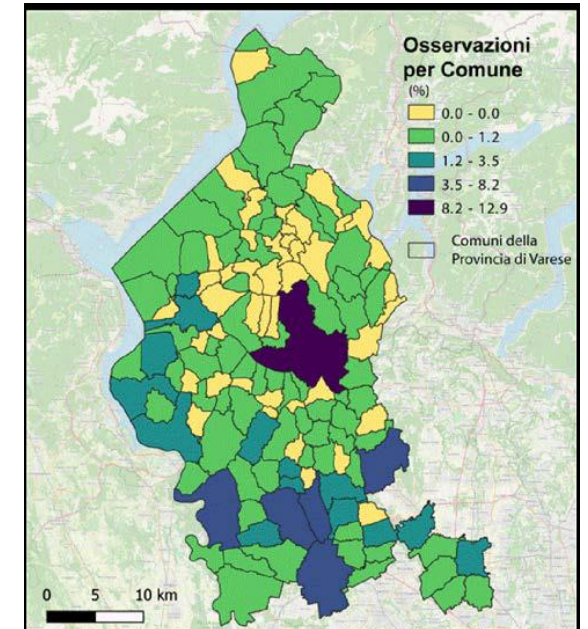 Osservazioni
per Comune
(%)
0.0 - 0.0
0.0 - 1.2
1.2 - 3.5
3.5 - 8.2
8.2 - 12.9
Comuni della
Provincia di Varese
0 5 10 km